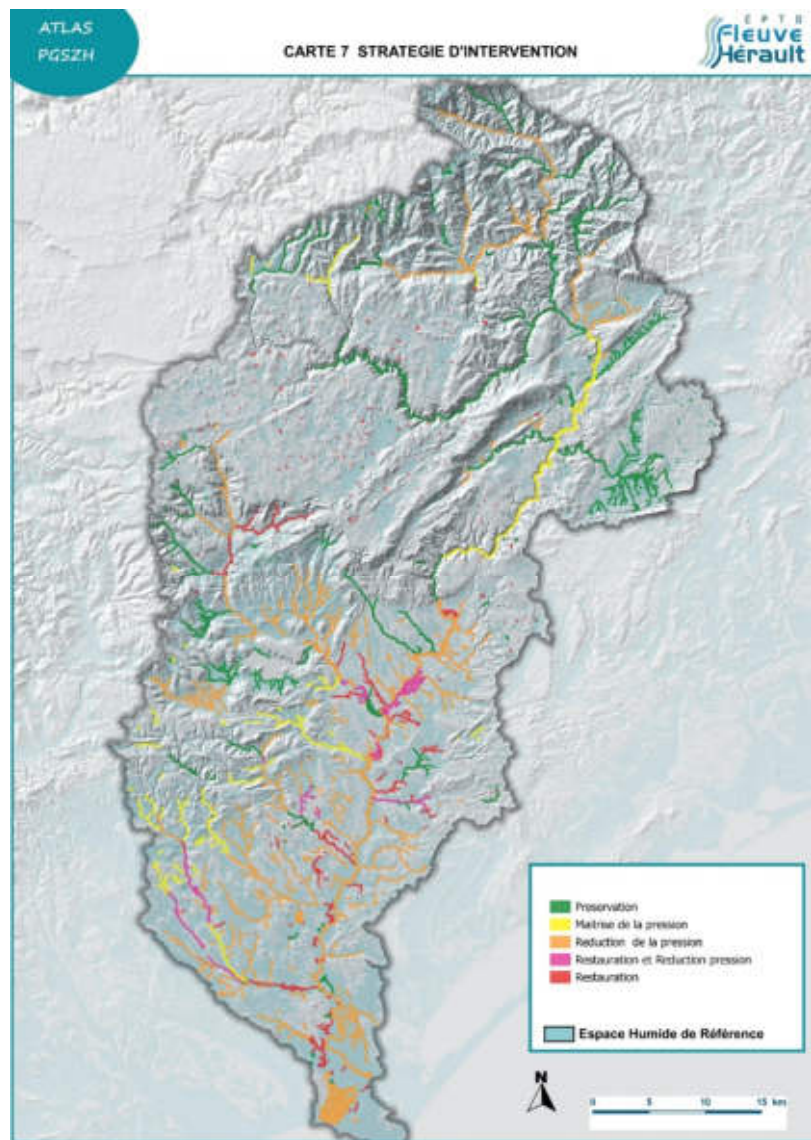 ATLAS
PGSZH
CARTE 7 STRATEGIE D'INTERVENTION
EPTB
Fleuve
Hérault
Preservation
Maitrise de la pression
Reduction de la pression
Restauration et Reduction pression
Restauration
Espace Humide de Référence
N
0 5 10 15 km